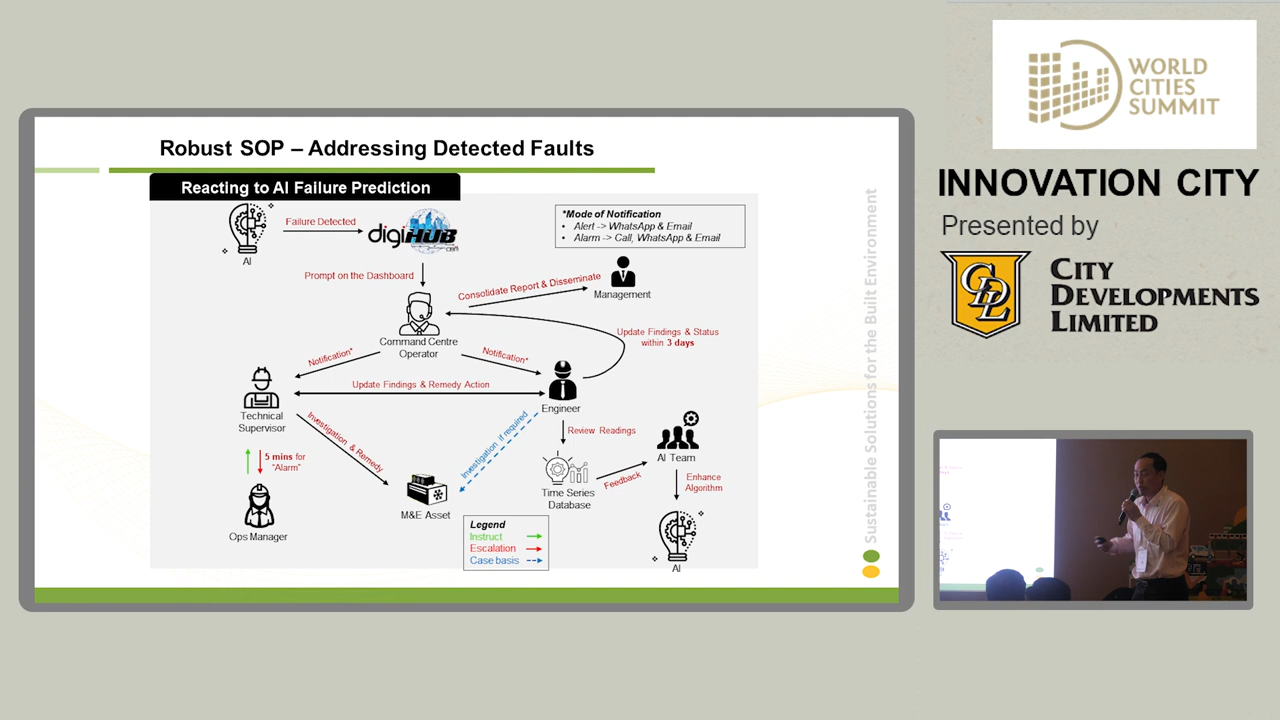 Robust SOP – Addressing Detected Faults
Reacting to AI Failure Prediction
AI
Failure Detected
digiHUB
*Mode of Notification
• Alert -> WhatsApp & Email
• Alarm -> Call, WhatsApp & Email
Prompt on the Dashboard
Consolidate Report & Disseminate
Management
Command Centre
Operator
Update Findings & Status
within 3 days
Notification*
Notification*
Update Findings & Remedy Action
Technical
Supervisor
Engineer
Investigation & Remedy
Investigation if required
Review Readings
AI Team
5 mins for
"Alarm"
Time Series
Database
Feedback
Enhance
Algorithm
M&E Asset
Ops Manager
Legend
Instruct
Escalation
Case basis
AI
Sustainable Solutions for the Built Environment
WORLD
CITIES
SUMMIT
INNOVATION CITY
Presented by
CDL
CITY
DEVELOPMENTS
LIMITED